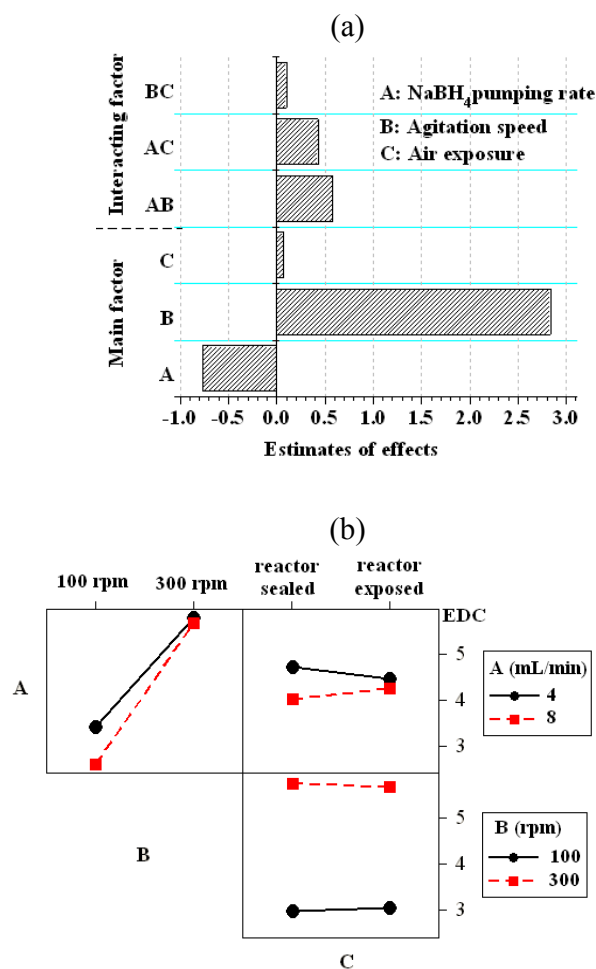 (a)
Interacting factor
Main factor
BC
AC
AB
C
B
A
A: NaBH4 pumping rate
B: Agitation speed
C: Air exposure
-1.0 -0.5 0.0 0.5 1.0 1.5 2.0 2.5 3.0
Estimates of effects
(b)
100 rpm 300 rpm reactor sealed reactor exposed
EDC
A
5
4
3
A (mL/min)
4
8
B
5
4
3
B (rpm)
100
300
C